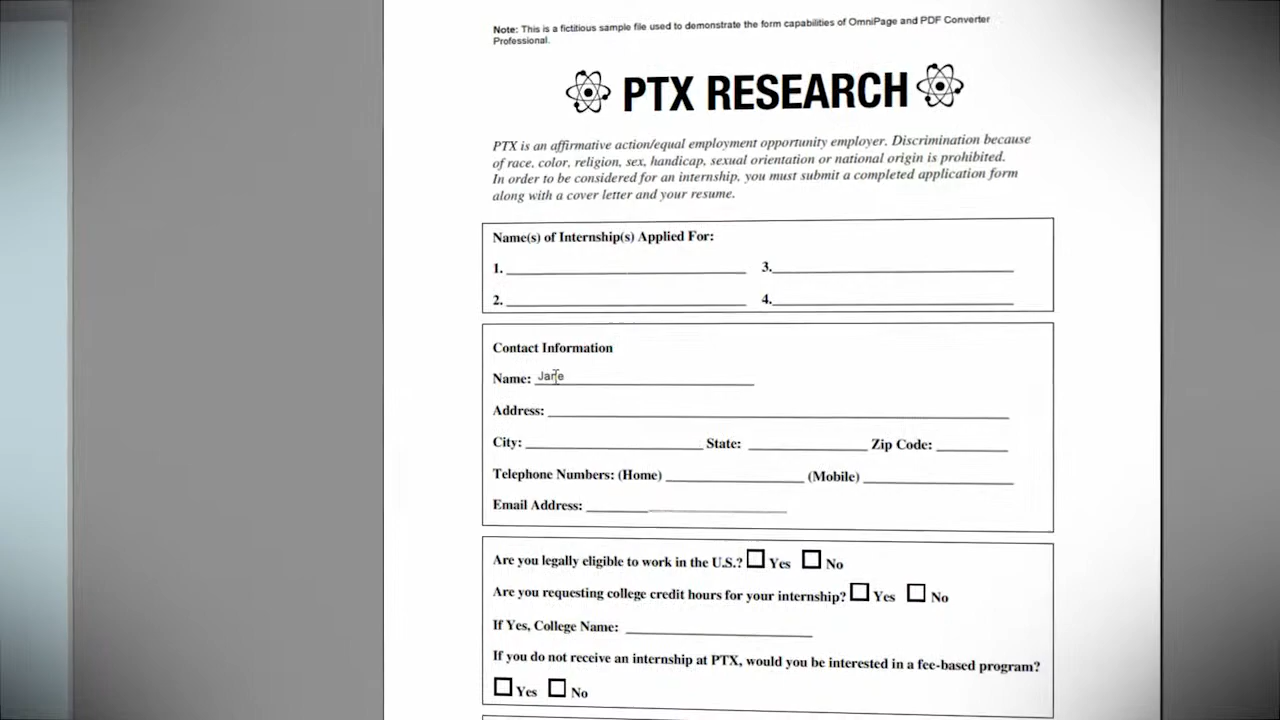 Note: This is a fictitious sample file used to demonstrate the form capabilities of OmniPage and PDF Converter
Professional.
PTX RESEARCH
PTX is an affirmative action/equal employment opportunity employer. Discrimination because
of race, color, religion, sex, handicap, sexual orientation or national origin is prohibited.
In order to be considered for an internship, you must submit a completed application form
along with a cover letter and your resume.
Name(s) of Internship(s) Applied For:
1. 3.
2. 4.
Contact Information
Name: Jane
Address:
City: State: Zip Code:
Telephone Numbers: (Home) (Mobile)
Email Address:
Are you legally eligible to work in the U.S.? Yes No
Are you requesting college credit hours for your internship? Yes No
If Yes, College Name:
If you do not receive an internship at PTX, would you be interested in a fee-based program?
Yes No